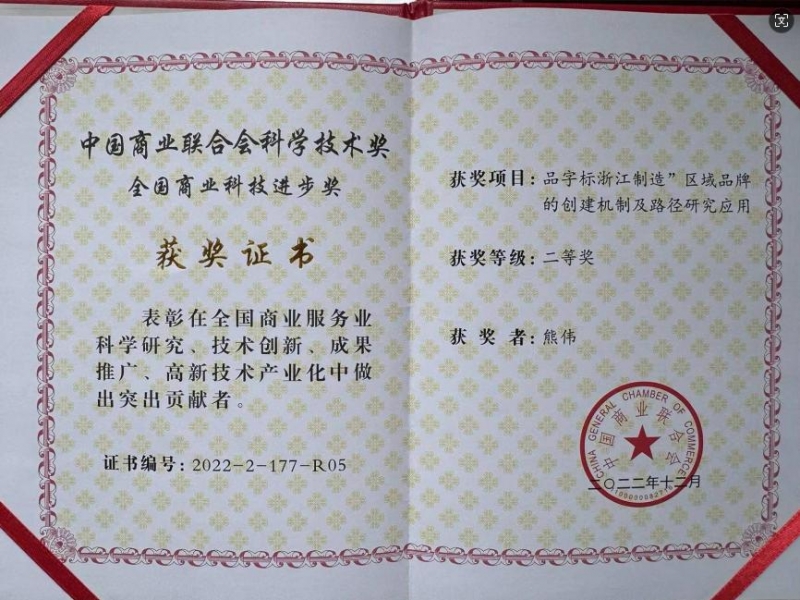 中国商业联合会科学技术奖
全国商业科技进步奖
获奖证书
表彰在全国商业服务业
科学研究、技术创新、成果
推广、高新技术产业化中做
出突出贡献者。
证书编号：2022-2-177-R05
获奖项目：品字标浙江制造”区域品牌
的创建机制及路径研究应用
获奖等级：二等奖
获 奖 者：熊伟
CHINA GENERAL CHAMBER OF COMMERCE
中国商业联合会
二〇二二年十二月